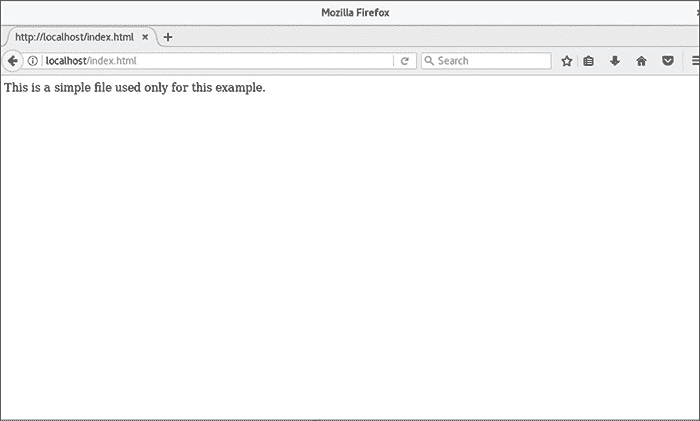 Mozilla Firefox
http://localhost/index.html
localhost/index.html
Search
This is a simple file used only for this example.